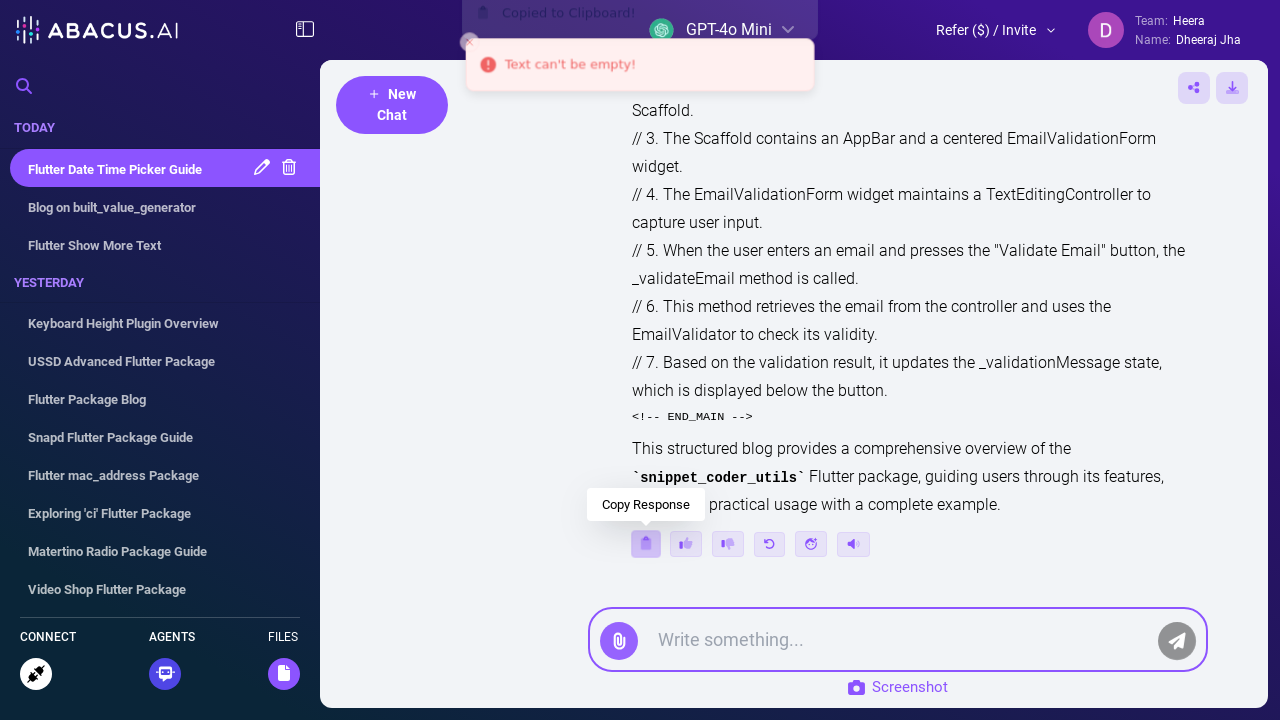 ABACUS.AI
Copied to Clipboard!
GPT-4o Mini
Refer ($) / Invite
D
Team: Heera
Name: Dheeraj Jha
Text can't be empty!
+ New
Chat
TODAY
Flutter Date Time Picker Guide
Blog on built_value_generator
Flutter Show More Text
YESTERDAY
Keyboard Height Plugin Overview
USSD Advanced Flutter Package
Flutter Package Blog
Snapd Flutter Package Guide
Flutter mac_address Package
Exploring 'ci' Flutter Package
Matertino Radio Package Guide
Video Shop Flutter Package
CONNECT
AGENTS
FILES
Scaffold.
// 3. The Scaffold contains an AppBar and a centered EmailValidationForm
widget.
// 4. The EmailValidationForm widget maintains a TextEditingController to
capture user input.
// 5. When the user enters an email and presses the "Validate Email" button, the
_validateEmail method is called.
// 6. This method retrieves the email from the controller and uses the
EmailValidator to check its validity.
// 7. Based on the validation result, it updates the _validationMessage state,
which is displayed below the button.
<!-- END_MAIN -->
This structured blog provides a comprehensive overview of the
`snippet_coder_utils` Flutter package, guiding users through its features,
practical usage with a complete example.
Copy Response
Write something...
Screenshot